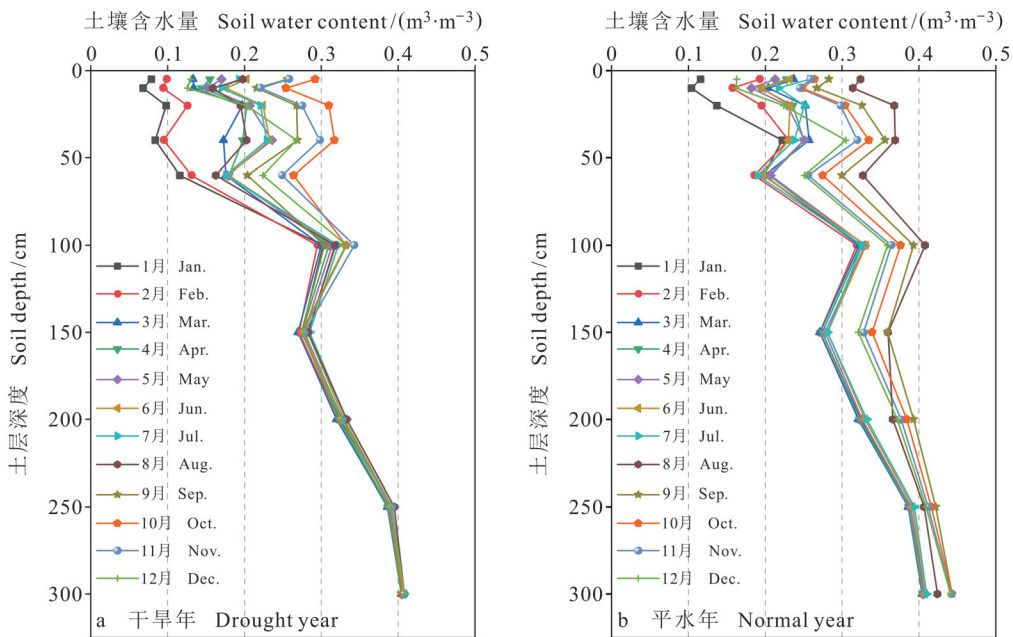 土壤含水量 Soil water content/(m³·m⁻³)
0 0.1 0.2 0.3 0.4 0.5
0
50
100
150
200
250
300
土层深度 Soil depth/cm
1月 Jan.
2月 Feb.
3月 Mar.
4月 Apr.
5月 May
6月 Jun.
7月 Jul.
8月 Aug.
9月 Sep.
10月 Oct.
11月 Nov.
12月 Dec.
a 干旱年 Drought year
土壤含水量 Soil water content/(m³·m⁻³)
0 0.1 0.2 0.3 0.4 0.5
0
50
100
150
200
250
300
土层深度 Soil depth/cm
1月 Jan.
2月 Feb.
3月 Mar.
4月 Apr.
5月 May
6月 Jun.
7月 Jul.
8月 Aug.
9月 Sep.
10月 Oct.
11月 Nov.
12月 Dec.
b 平水年 Normal year